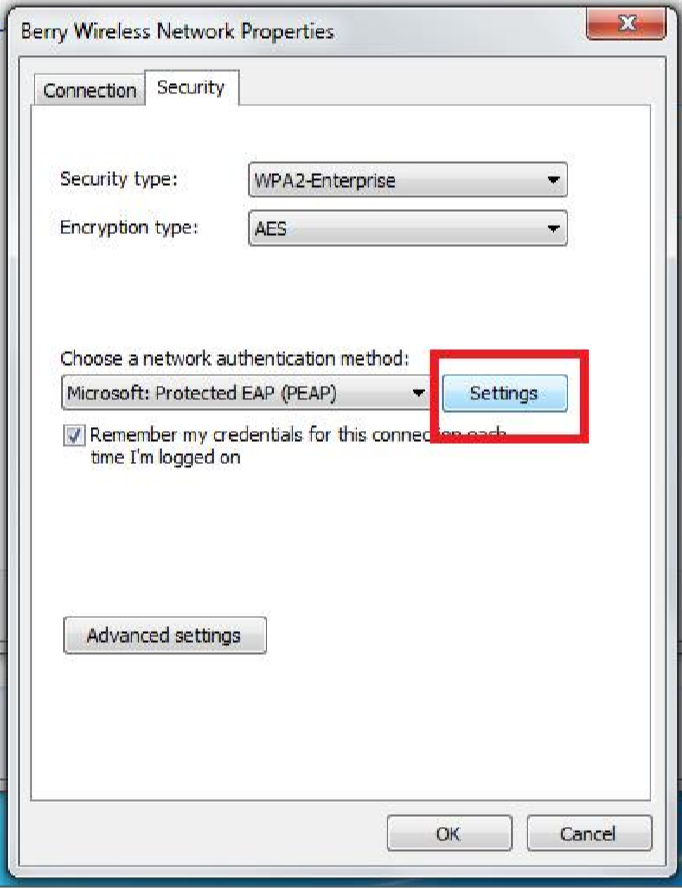 Berry Wireless Network Properties
Connection Security
Security type: WPA2-Enterprise
Encryption type: AES
Choose a network authentication method:
Microsoft: Protected EAP (PEAP) Settings
Remember my credentials for this connection each
time I'm logged on
Advanced settings
OK Cancel